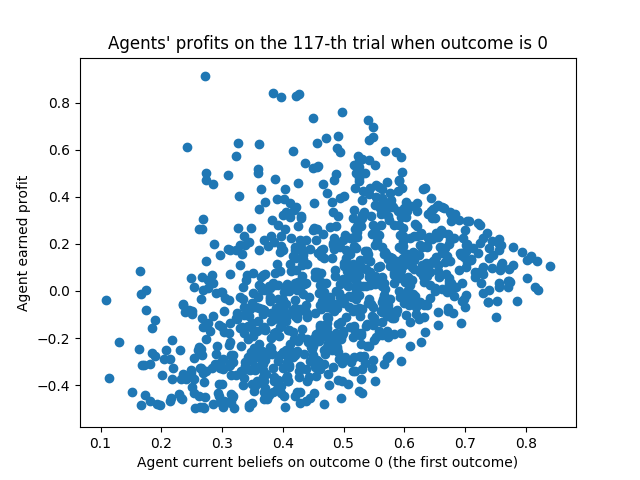 Agents' profits on the 117-th trial when outcome is 0
Agent earned profit
0.8
0.6
0.4
0.2
0.0
−0.2
−0.4
0.1 0.2 0.3 0.4 0.5 0.6 0.7 0.8
Agent current beliefs on outcome 0 (the first outcome)